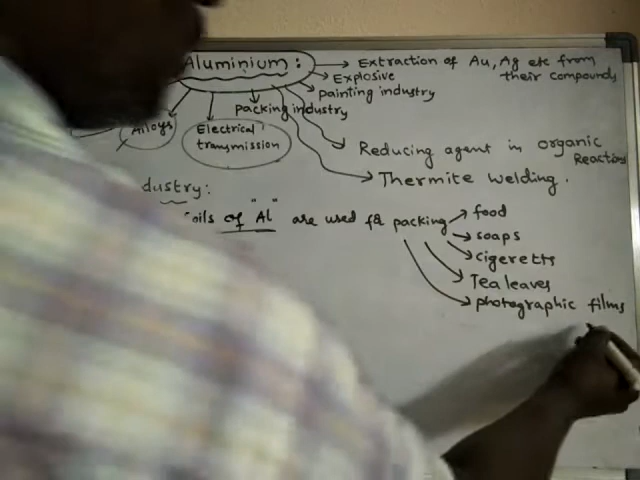 Aluminium :
Extraction of Au, Ag etc from
their compounds
Explosive
painting industry
packing industry
Alloys
Electrical
transmission
Reducing agent in organic
Reactions
Thermite welding.
dustry:
oils of "Al" are used for packing
food
soaps
cigeretts
Tea leaves
photographic films